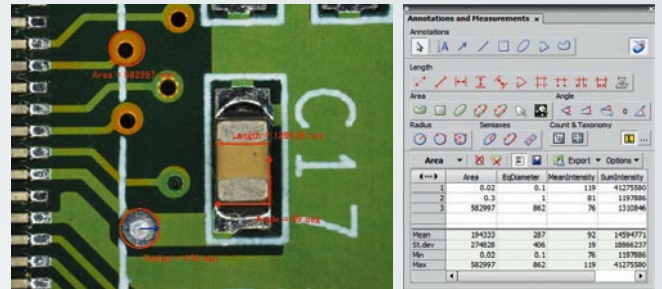 Area = 582997
C17
Annotations and Measurements ×
Annotations
Length
Area
Angle
Radius
Semiaxes
Count & Taxonomy
Area
Export
Options
Area EqDiameter MeanIntensity SumIntensity
1 0.02 0.1 119 41275580
2 0.3 1 81 1197886
3 582997 862 76 1310846
Mean 194333 287 92 14594771
St.dev 274828 406 19 18866237
Min 0.02 0.1 76 1197886
Max 582997 862 119 41275580